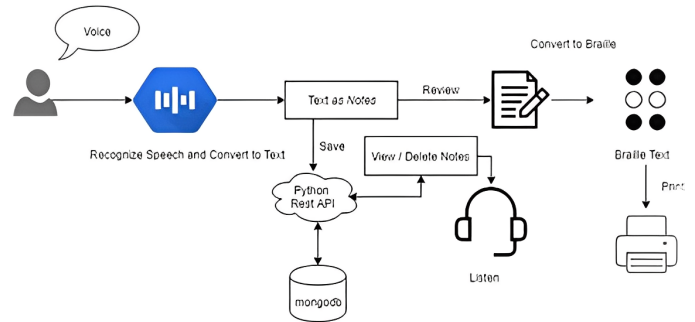 Voice
Convert to Braille
Text as Notes
Review
Recognize Speech and Convert to Text
Save
View / Delete Notes
Braille Text
Python
Rest API
Print
Listen
mongodb